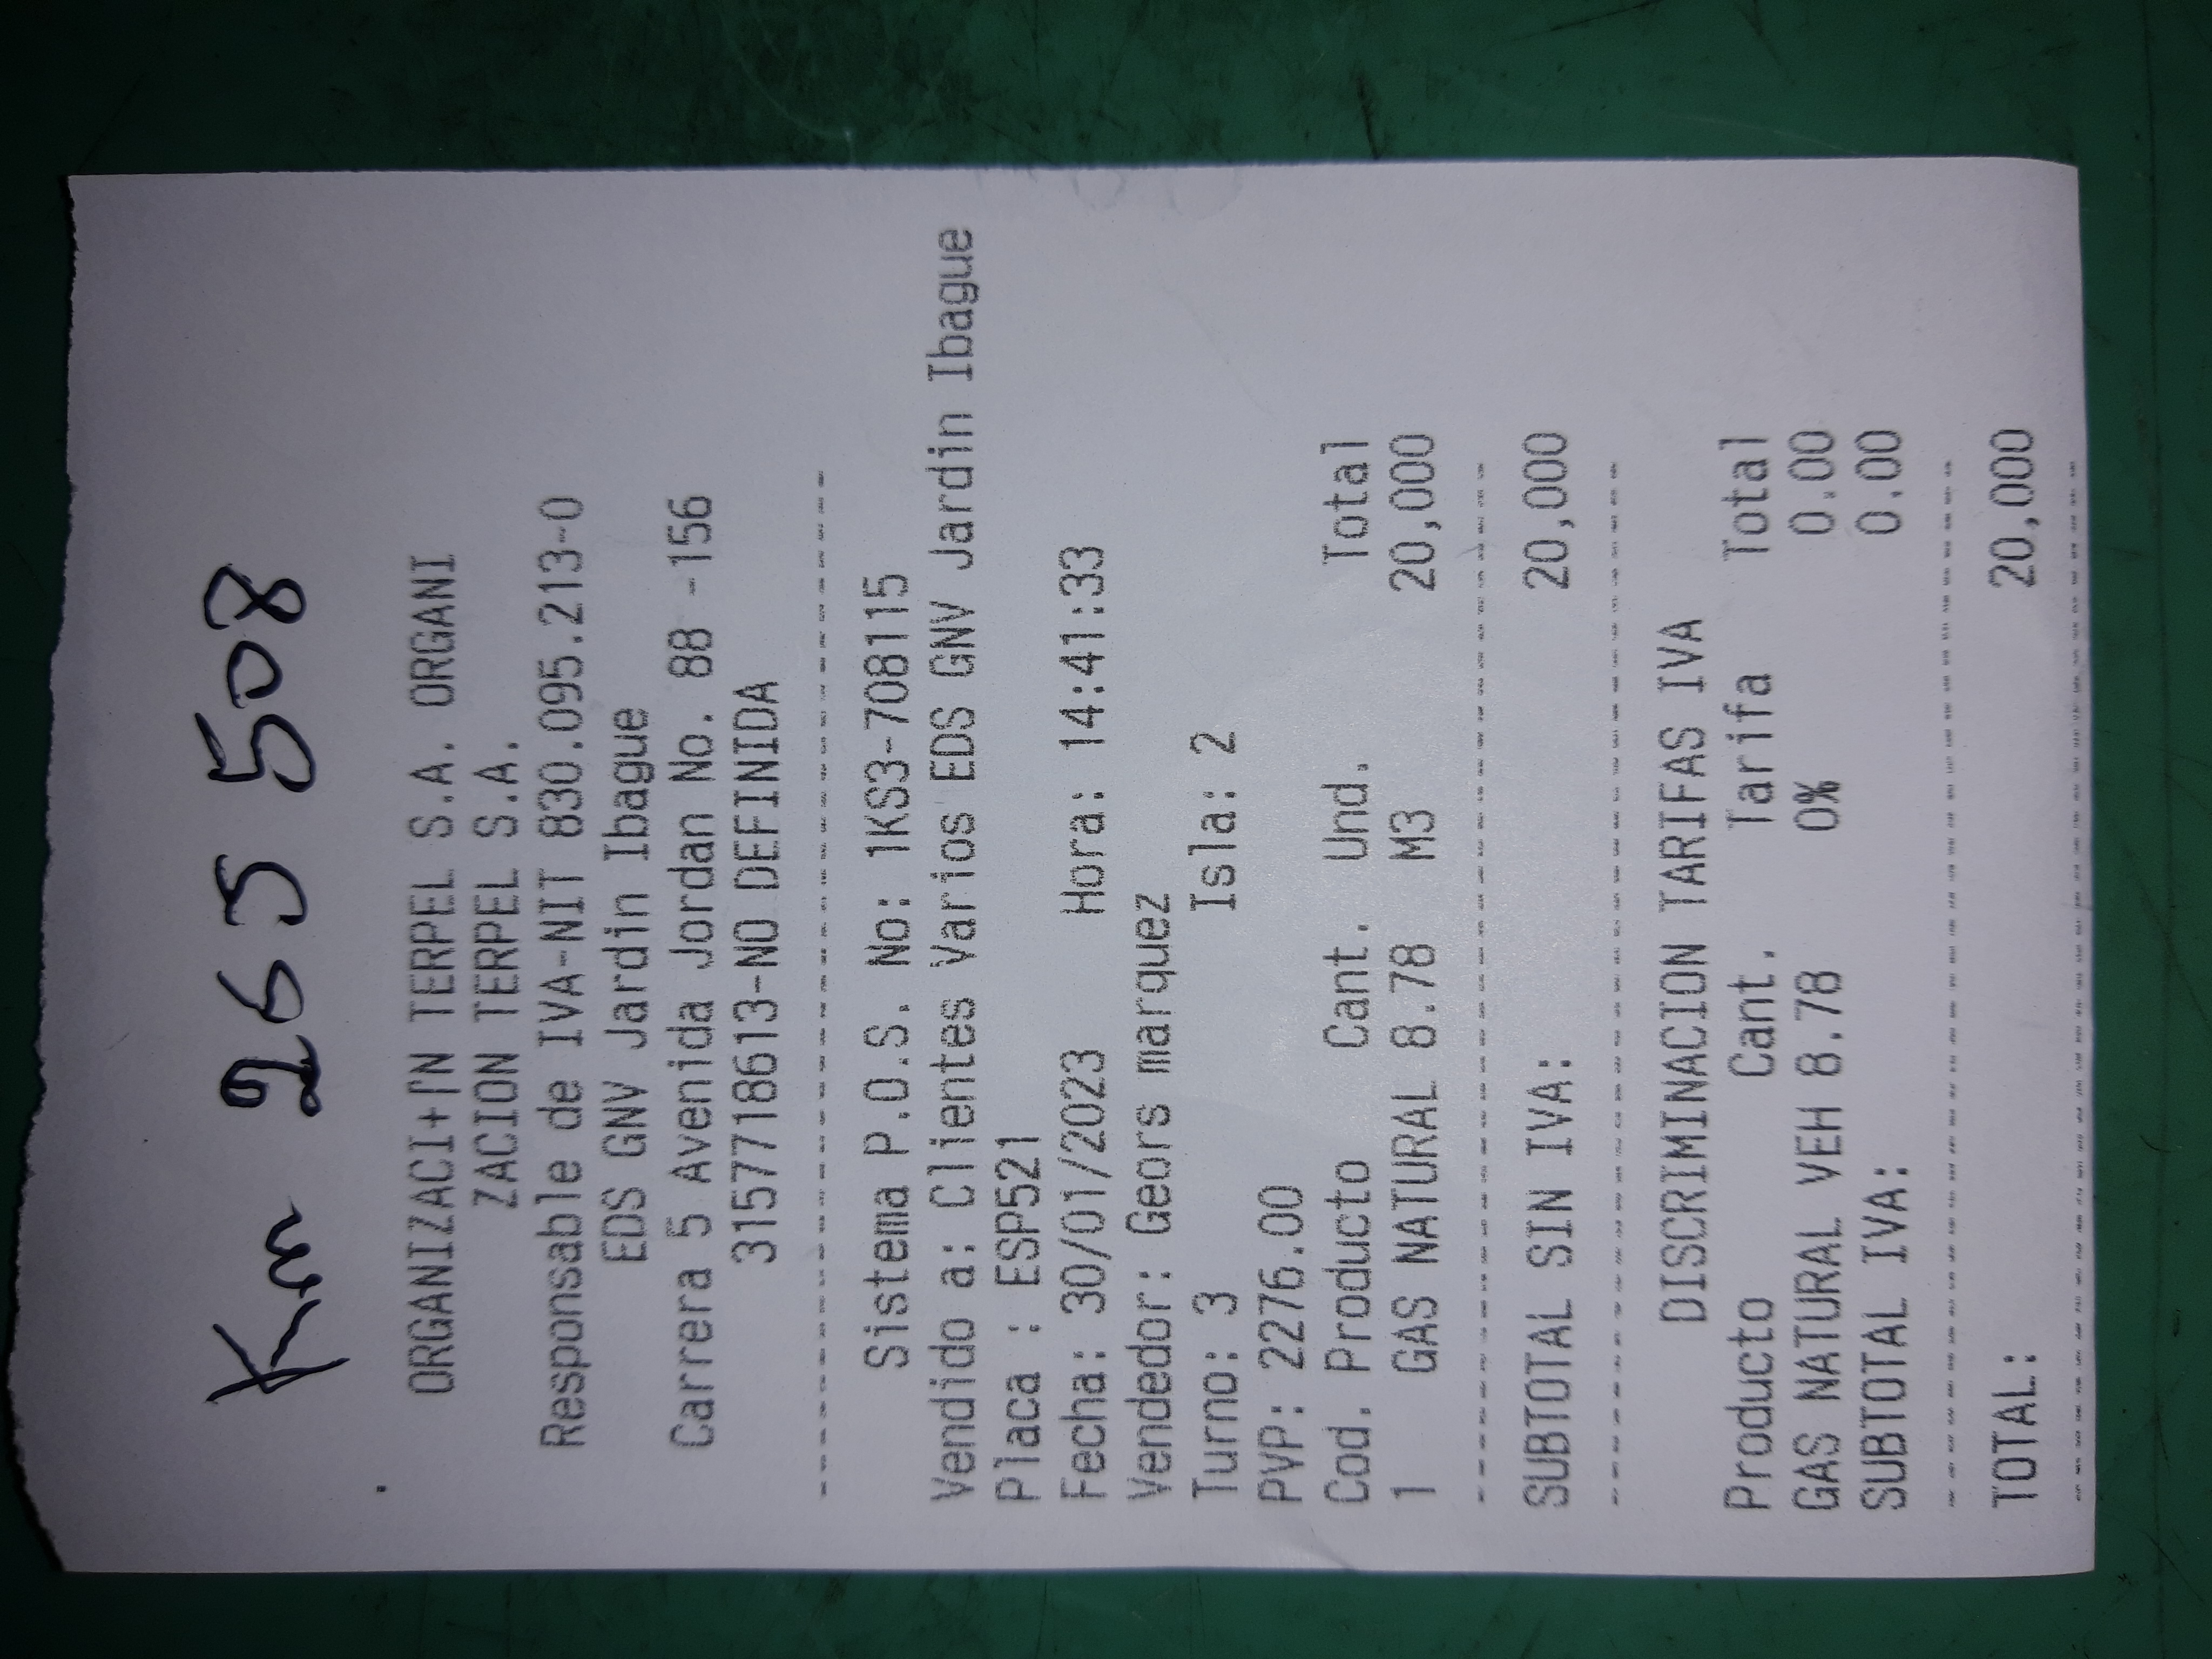 Km 265 508
ORGANIZACI+ΓN TERPEL S.A. ORGANI
ZACION TERPEL S.A.
Responsable de IVA-NIT 830.095.213-0
EDS GNV Jardin Ibague
Carrera 5 Avenida Jordan No. 88 -156
3157718613-NO DEFINIDA
Sistema P.O.S. No: 1KS3-708115
Vendido a: Clientes Varios EDS GNV Jardin Ibague
Placa : ESP521
Fecha: 30/01/2023 Hora: 14:41:33
Vendedor: Geors marquez
Turno: 3 Isla: 2
PVP: 2276.00
Cod. Producto Cant. Und. Total
1 GAS NATURAL 8.78 M3 20,000
SUBTOTAL SIN IVA: 20,000
DISCRIMINACION TARIFAS IVA
Producto Cant. Tarifa Total
GAS NATURAL VEH 8.78 0% 0.00
SUBTOTAL IVA: 0.00
TOTAL: 20,000